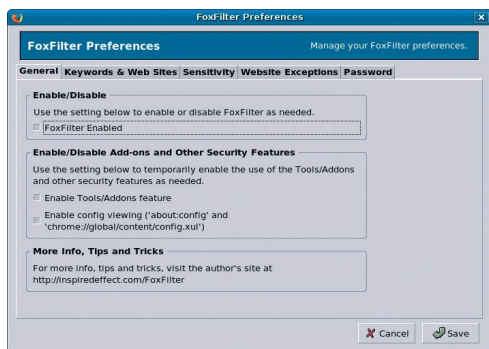 FoxFilter Preferences
FoxFilter Preferences
Manage your FoxFilter preferences.
General Keywords & Web Sites Sensitivity Website Exceptions Password
Enable/Disable
Use the setting below to enable or disable FoxFilter as needed.
FoxFilter Enabled
Enable/Disable Add-ons and Other Security Features
Use the setting below to temporarily enable the use of the Tools/Addons
and other security features as needed.
Enable Tools/Addons feature
Enable config viewing ('about:config' and
'chrome://global/content/config.xul')
More Info, Tips and Tricks
For more info, tips and tricks, visit the author's site at
http://inspiredeffect.com/FoxFilter
Cancel Save